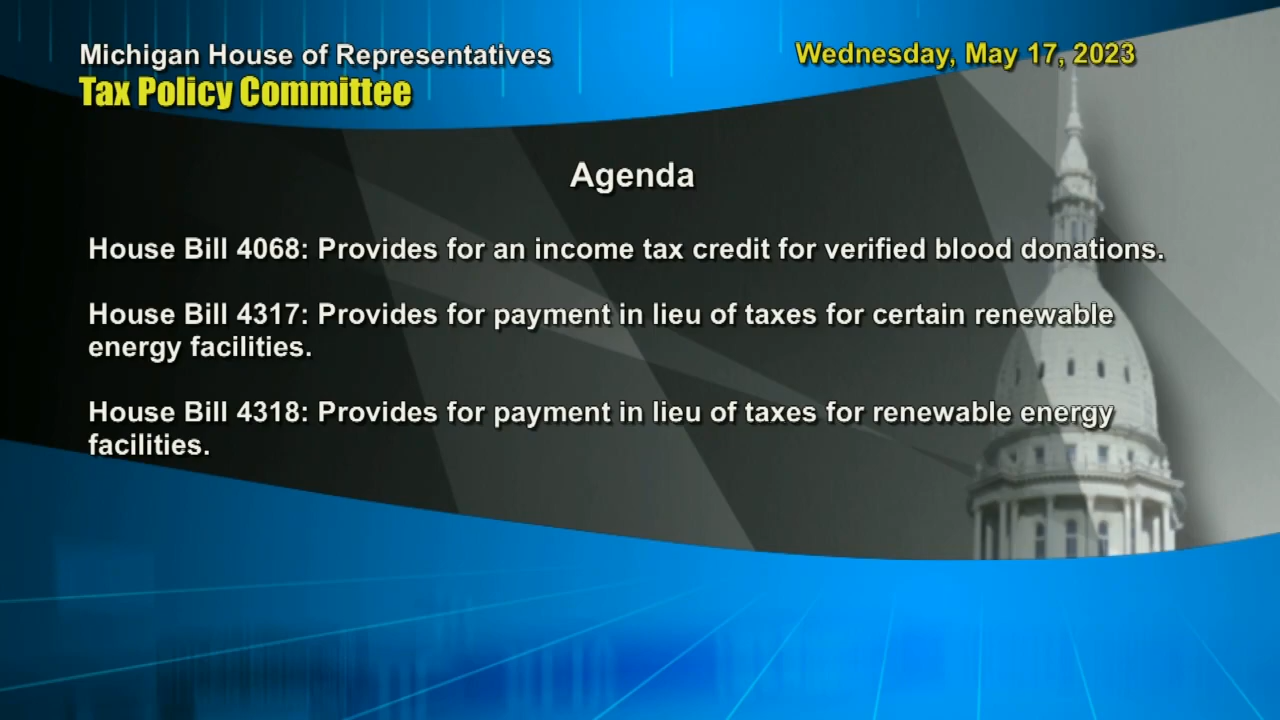 Michigan House of Representatives
Wednesday, May 17, 2023
Tax Policy Committee
Agenda
House Bill 4068: Provides for an income tax credit for verified blood donations.
House Bill 4317: Provides for payment in lieu of taxes for certain renewable
energy facilities.
House Bill 4318: Provides for payment in lieu of taxes for renewable energy
facilities.